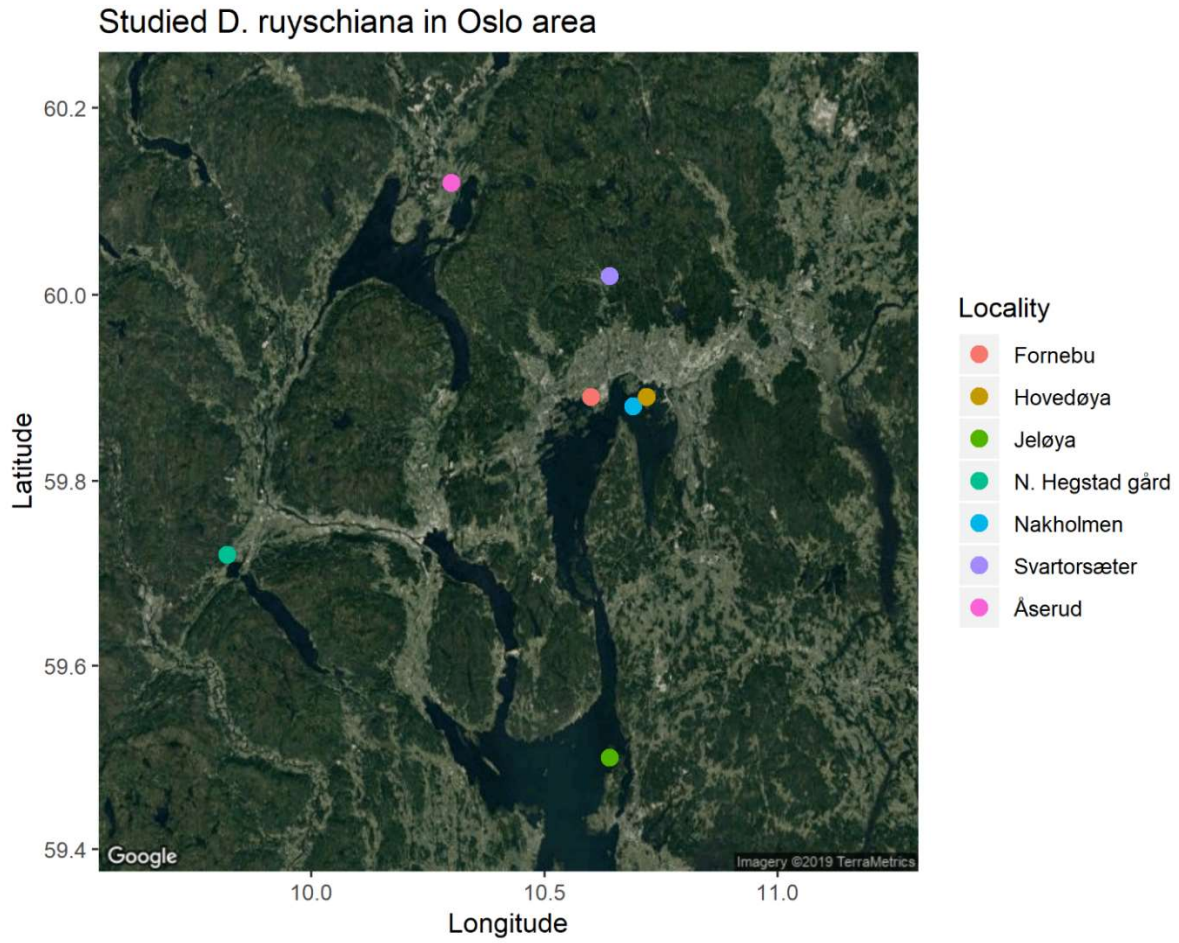 Studied D. ruyschiana in Oslo area
60.2
60.0
59.8
59.6
59.4
Latitude
10.0
10.5
11.0
Longitude
Google
Imagery ©2019 TerraMetrics
Locality
Fornebu
Hovedøya
Jeløya
N. Hegstad gård
Nakholmen
Svartorsæter
Åserud